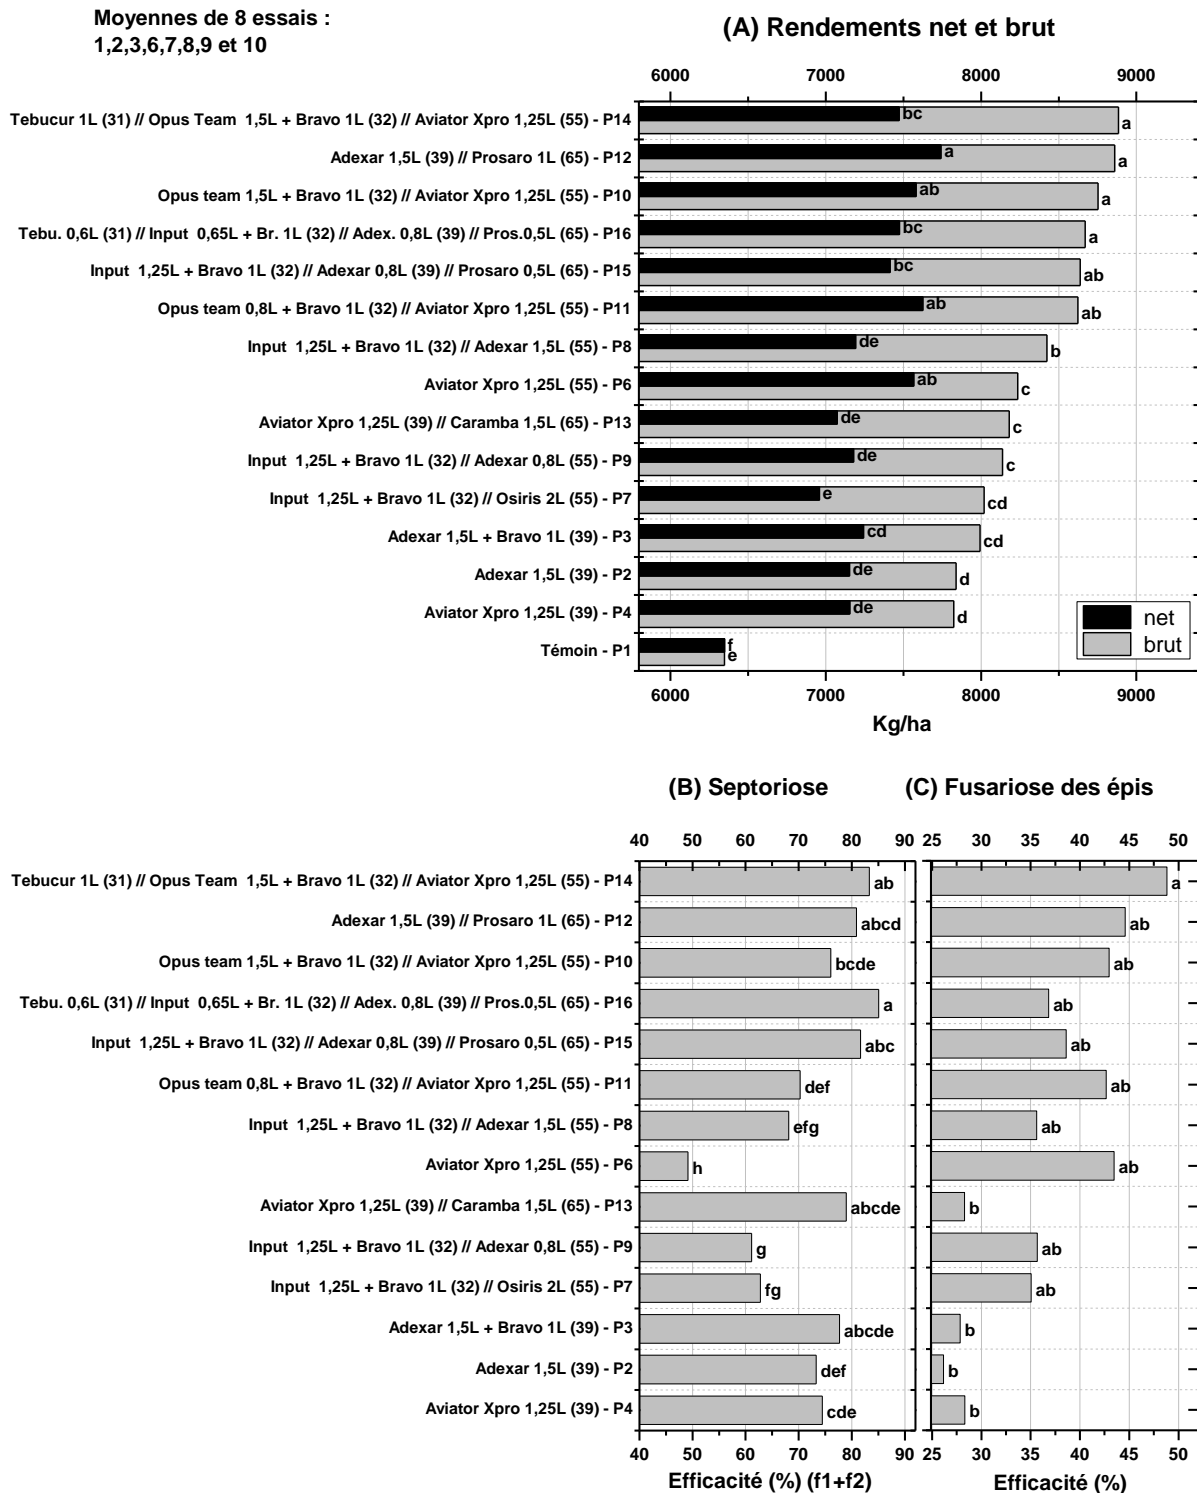 Moyennes de 8 essais :
1,2,3,6,7,8,9 et 10
(A) Rendements net et brut
6000 7000 8000 9000
Tebucur 1L (31) // Opus Team 1,5L + Bravo 1L (32) // Aviator Xpro 1,25L (55) - P14 bc a
Adexar 1,5L (39) // Prosaro 1L (65) - P12 a a
Opus team 1,5L + Bravo 1L (32) // Aviator Xpro 1,25L (55) - P10 ab a
Tebu. 0,6L (31) // Input 0,65L + Br. 1L (32) // Adex. 0,8L (39) // Pros.0,5L (65) - P16 bc a
Input 1,25L + Bravo 1L (32) // Adexar 0,8L (39) // Prosaro 0,5L (65) - P15 bc ab
Opus team 0,8L + Bravo 1L (32) // Aviator Xpro 1,25L (55) - P11 ab ab
Input 1,25L + Bravo 1L (32) // Adexar 1,5L (55) - P8 de b
Aviator Xpro 1,25L (55) - P6 ab c
Aviator Xpro 1,25L (39) // Caramba 1,5L (65) - P13 de c
Input 1,25L + Bravo 1L (32) // Adexar 0,8L (55) - P9 de c
Input 1,25L + Bravo 1L (32) // Osiris 2L (55) - P7 e cd
Adexar 1,5L + Bravo 1L (39) - P3 cd cd
Adexar 1,5L (39) - P2 de d
Aviator Xpro 1,25L (39) - P4 de d
Témoin - P1 f e
net
brut
6000 7000 8000 9000
Kg/ha
(B) Septoriose (C) Fusariose des épis
40 50 60 70 80 90 25 30 35 40 45 50
Tebucur 1L (31) // Opus Team 1,5L + Bravo 1L (32) // Aviator Xpro 1,25L (55) - P14 ab a
Adexar 1,5L (39) // Prosaro 1L (65) - P12 abcd ab
Opus team 1,5L + Bravo 1L (32) // Aviator Xpro 1,25L (55) - P10 bcde ab
Tebu. 0,6L (31) // Input 0,65L + Br. 1L (32) // Adex. 0,8L (39) // Pros.0,5L (65) - P16 a ab
Input 1,25L + Bravo 1L (32) // Adexar 0,8L (39) // Prosaro 0,5L (65) - P15 abc ab
Opus team 0,8L + Bravo 1L (32) // Aviator Xpro 1,25L (55) - P11 def ab
Input 1,25L + Bravo 1L (32) // Adexar 1,5L (55) - P8 efg ab
Aviator Xpro 1,25L (55) - P6 h ab
Aviator Xpro 1,25L (39) // Caramba 1,5L (65) - P13 abcde b
Input 1,25L + Bravo 1L (32) // Adexar 0,8L (55) - P9 g ab
Input 1,25L + Bravo 1L (32) // Osiris 2L (55) - P7 fg ab
Adexar 1,5L + Bravo 1L (39) - P3 abcde b
Adexar 1,5L (39) - P2 def b
Aviator Xpro 1,25L (39) - P4 cde b
40 50 60 70 80 90 25 30 35 40 45 50
Efficacité (%) (f1+f2) Efficacité (%)